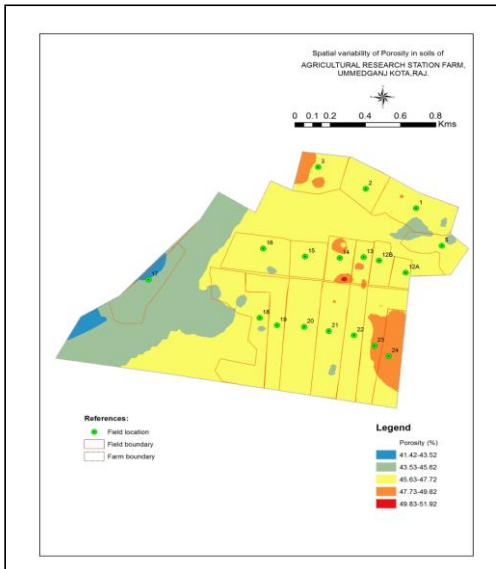 Spatial variability of Porosity in soils of
AGRICULTURAL RESEARCH STATION FARM,
UMMEDGANJ KOTA,RAJ.
0 0.1 0.2 0.4 0.6 0.8
Kms
3
2
1
5
16
15
14
13
12B
12A
17
18
19
20
21
22
23
24
References:
Field location
Field boundary
Farm boundary
Legend
Porosity (%)
41.42-43.52
43.53-45.62
45.63-47.72
47.73-49.82
49.83-51.92